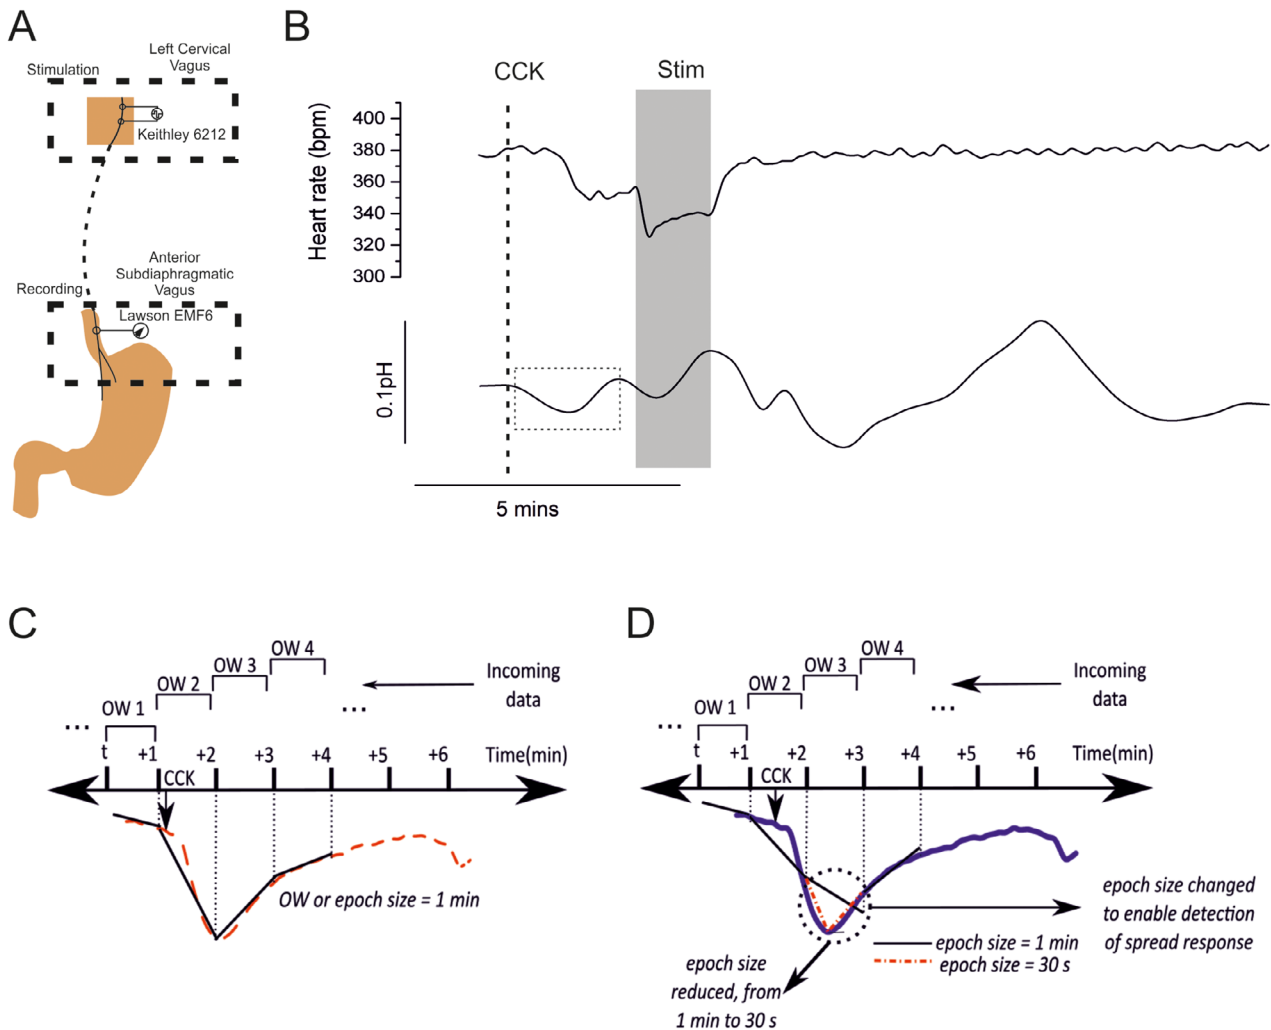 A
Left Cervical
Vagus
Stimulation
Keithley 6212
Anterior
Subdiaphragmatic
Vagus
Recording
Lawson EMF6
B
CCK
Stim
Heart rate (bpm)
400
380
360
340
320
300
0.1pH
5 mins
C
OW 4
OW 3
OW 2
OW 1
Incoming
data
...
...
t +1 +2 +3 +4 +5 +6 Time(min)
CCK
OW or epoch size = 1 min
D
OW 4
OW 3
OW 2
OW 1
Incoming
data
...
...
t +1 +2 +3 +4 +5 +6 Time(min)
CCK
epoch size changed
to enable detection
of spread response
epoch size = 1 min
epoch size = 30 s
epoch size
reduced, from
1 min to 30 s